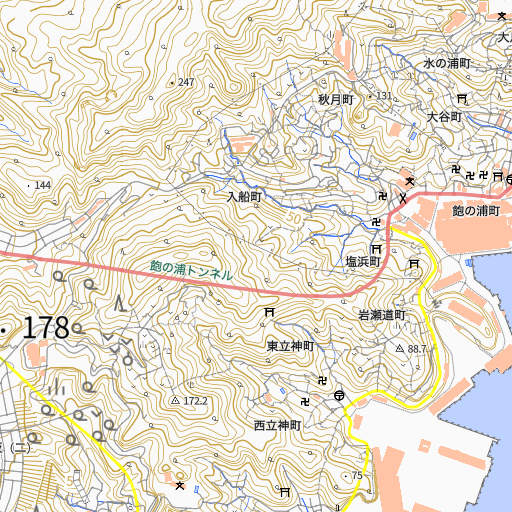 大
水の浦町
247
秋月町
131
大谷町
144
入船町
飽の浦町
塩浜町
飽の浦トンネル
岩瀬道町
178
東立神町
88.7
172.2
西立神町
(二)
75